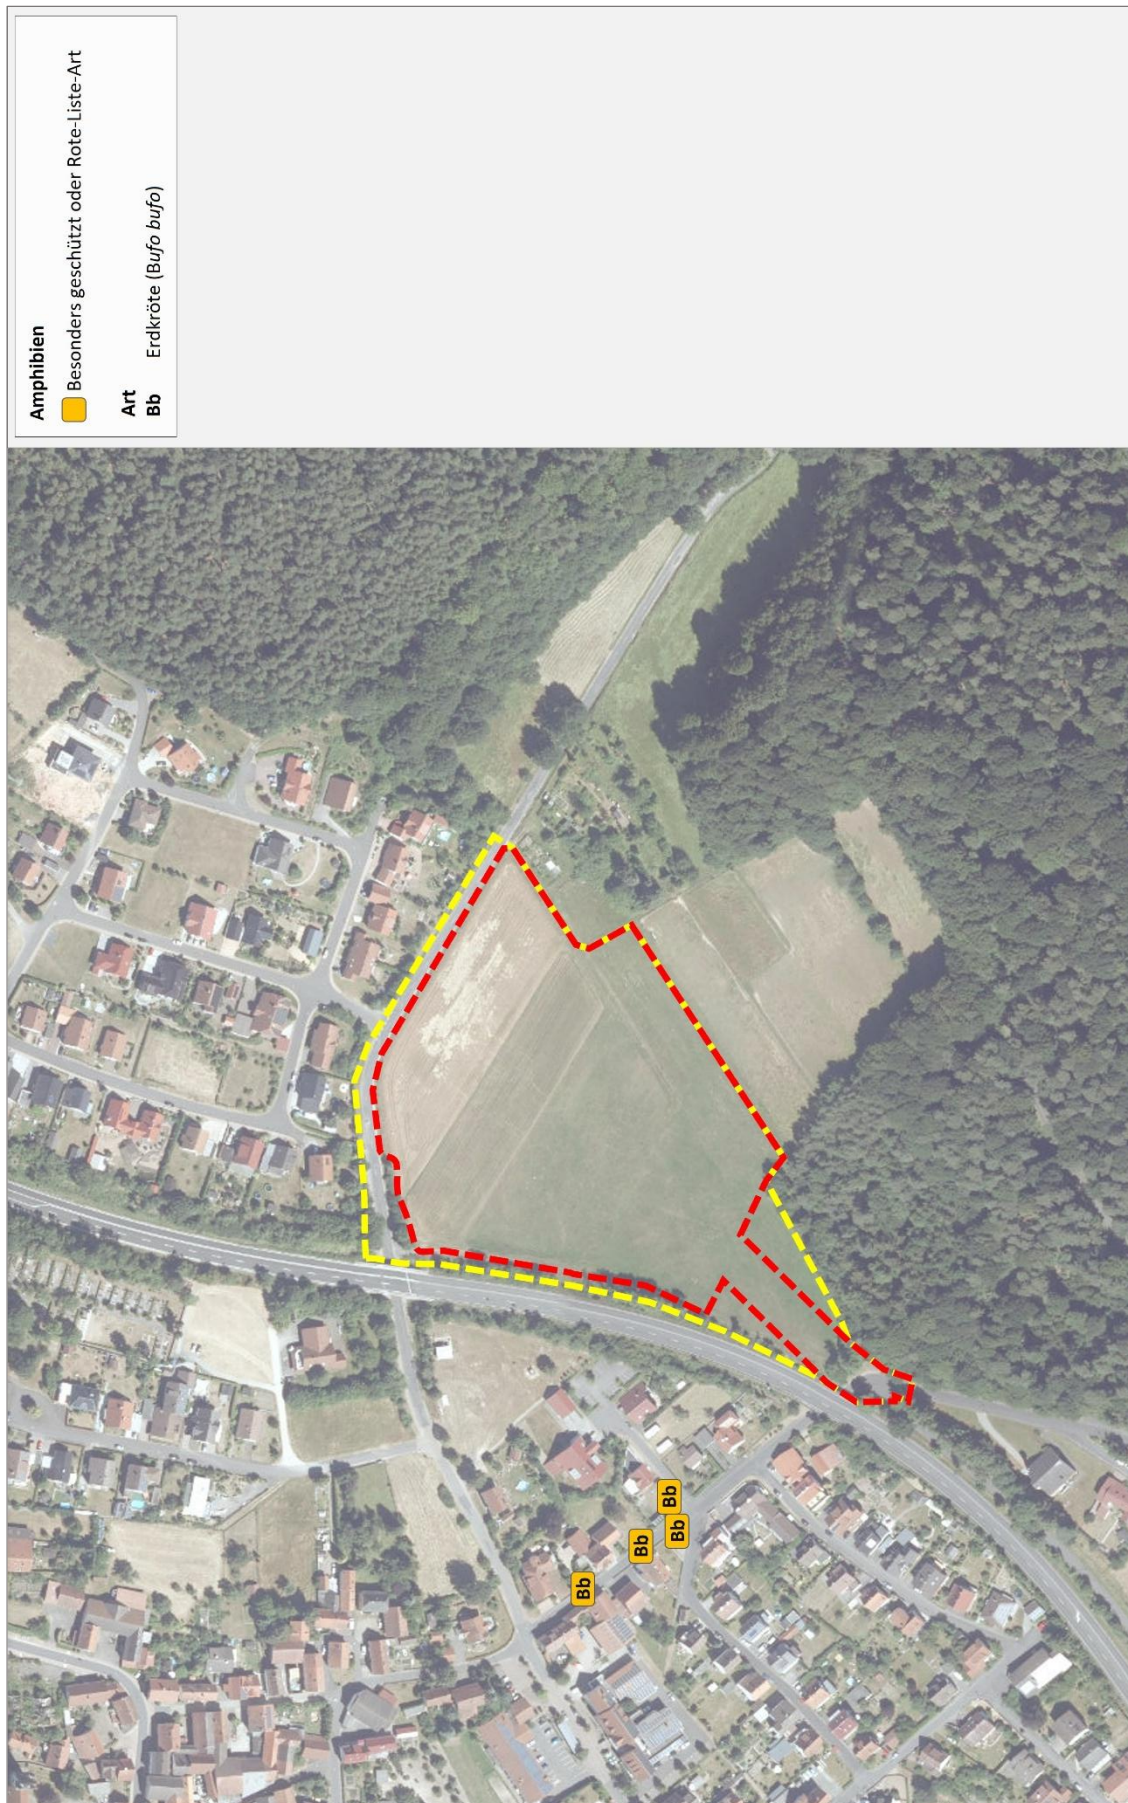 Amphibien
Besonders geschützt oder Rote-Liste-Art
Art
Bb Erdkröte (Bufo bufo)
Bb
Bb
Bb
Bb